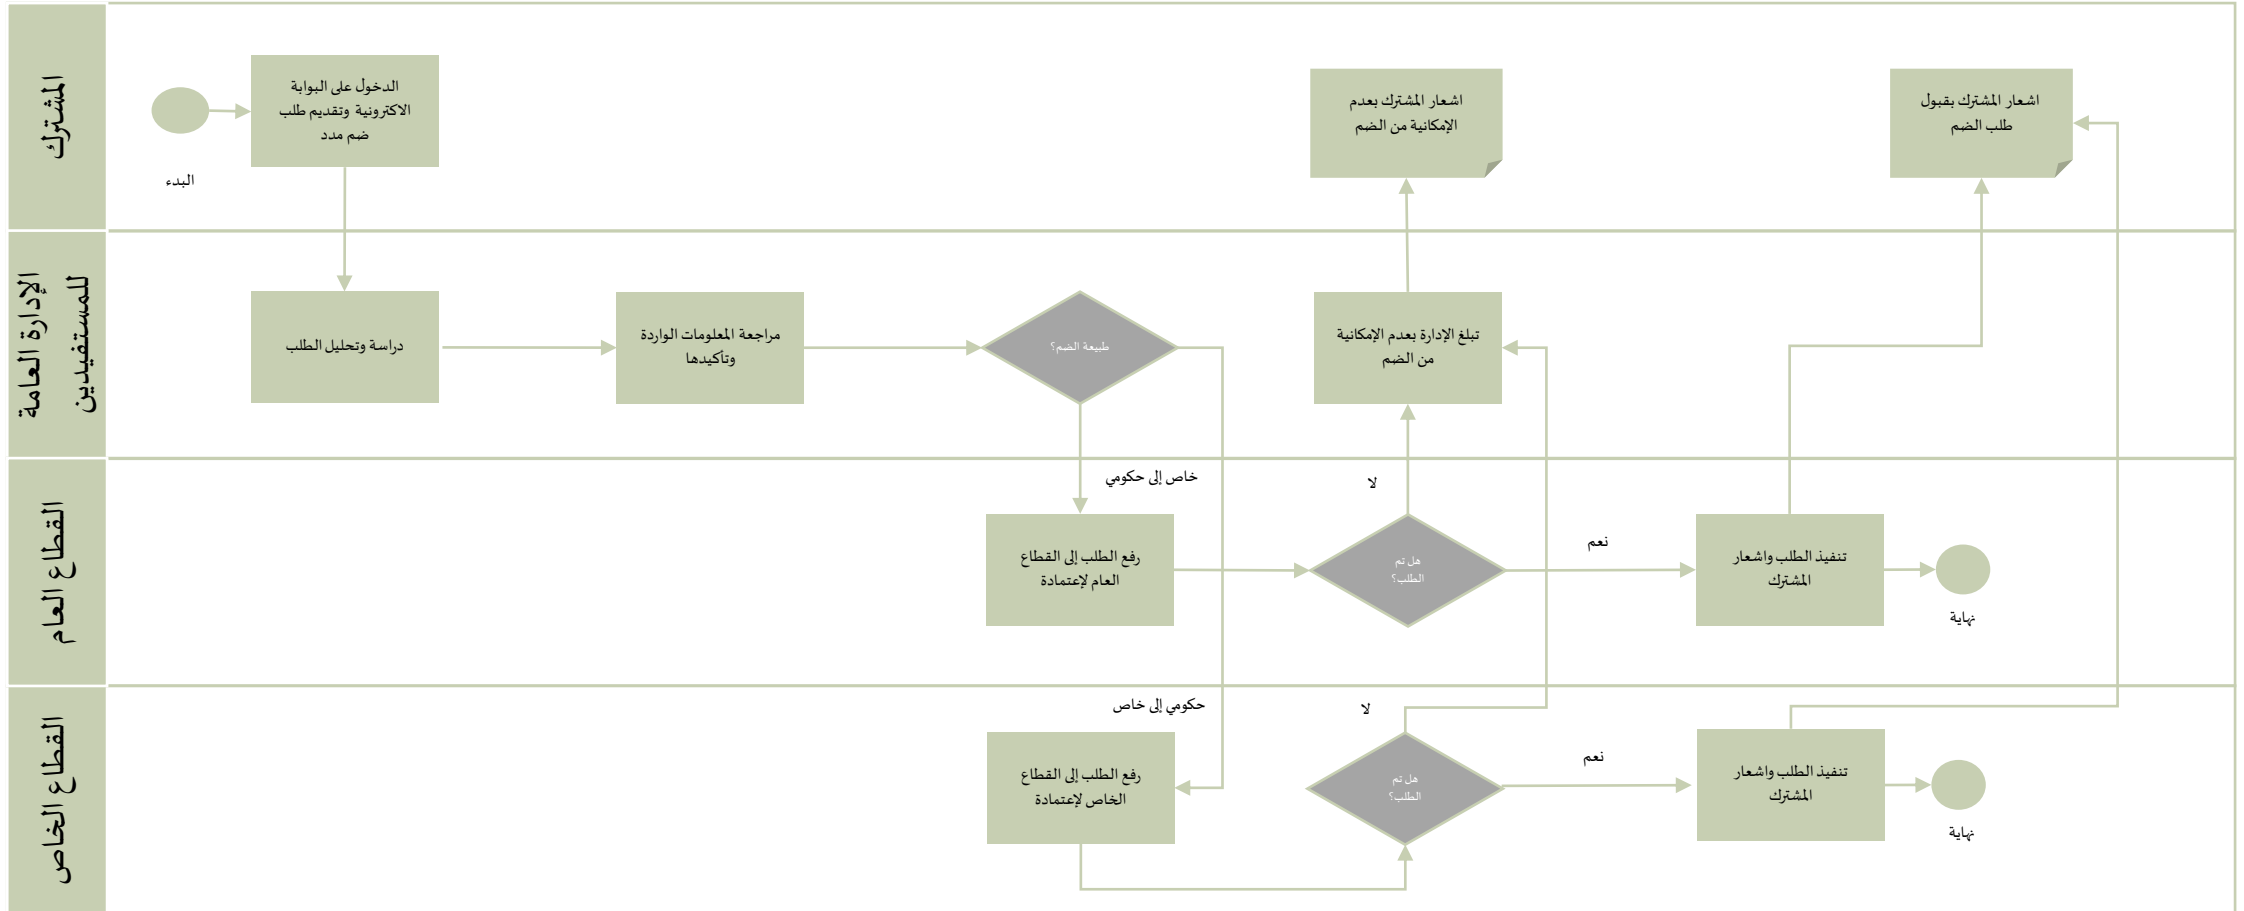 المشترك
البدء
الدخول على البوابة
الاكترونية وتقديم طلب
ضم مدد
اشعار المشترك بعدم
الإمكانية من الضم
اشعار المشترك بقبول
طلب الضم
الإدارة العامة
للمستفيدين
دراسة وتحليل الطلب
مراجعة المعلومات الواردة
وتأكيدها
طبيعة الضم؟
تبلغ الإدارة بعدم الإمكانية
من الضم
القطاع العام
خاص إلى حكومي
رفع الطلب إلى القطاع
العام لإعتمادة
لا
هل تم
الطلب؟
نعم
تنفيذ الطلب واشعار
المشترك
نهاية
القطاع الخاص
حكومي إلى خاص
رفع الطلب إلى القطاع
الخاص لإعتمادة
لا
هل تم
الطلب؟
نعم
تنفيذ الطلب واشعار
المشترك
نهاية